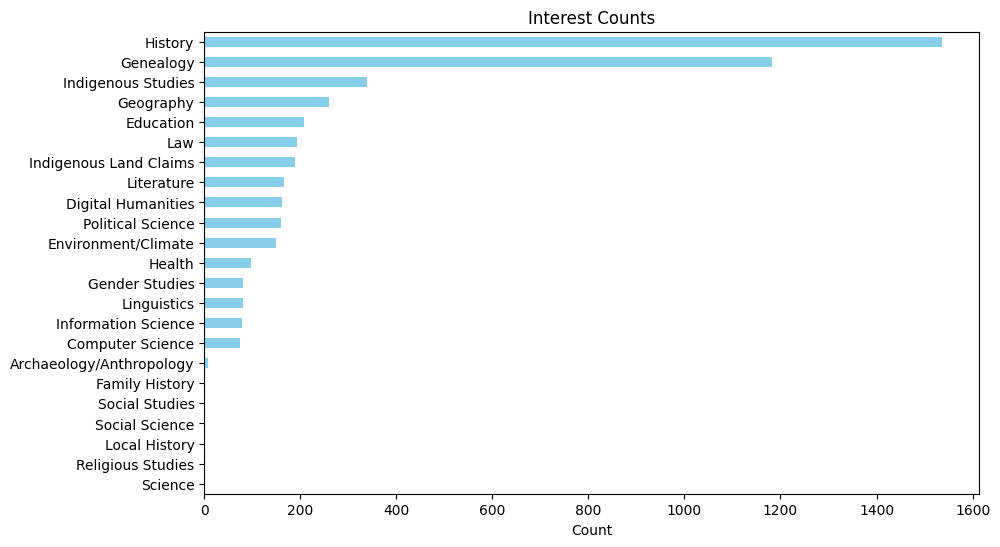 Interest Counts
History
Genealogy
Indigenous Studies
Geography
Education
Law
Indigenous Land Claims
Literature
Digital Humanities
Political Science
Environment/Climate
Health
Gender Studies
Linguistics
Information Science
Computer Science
Archaeology/Anthropology
Family History
Social Studies
Social Science
Local History
Religious Studies
Science
0 200 400 600 800 1000 1200 1400 1600
Count